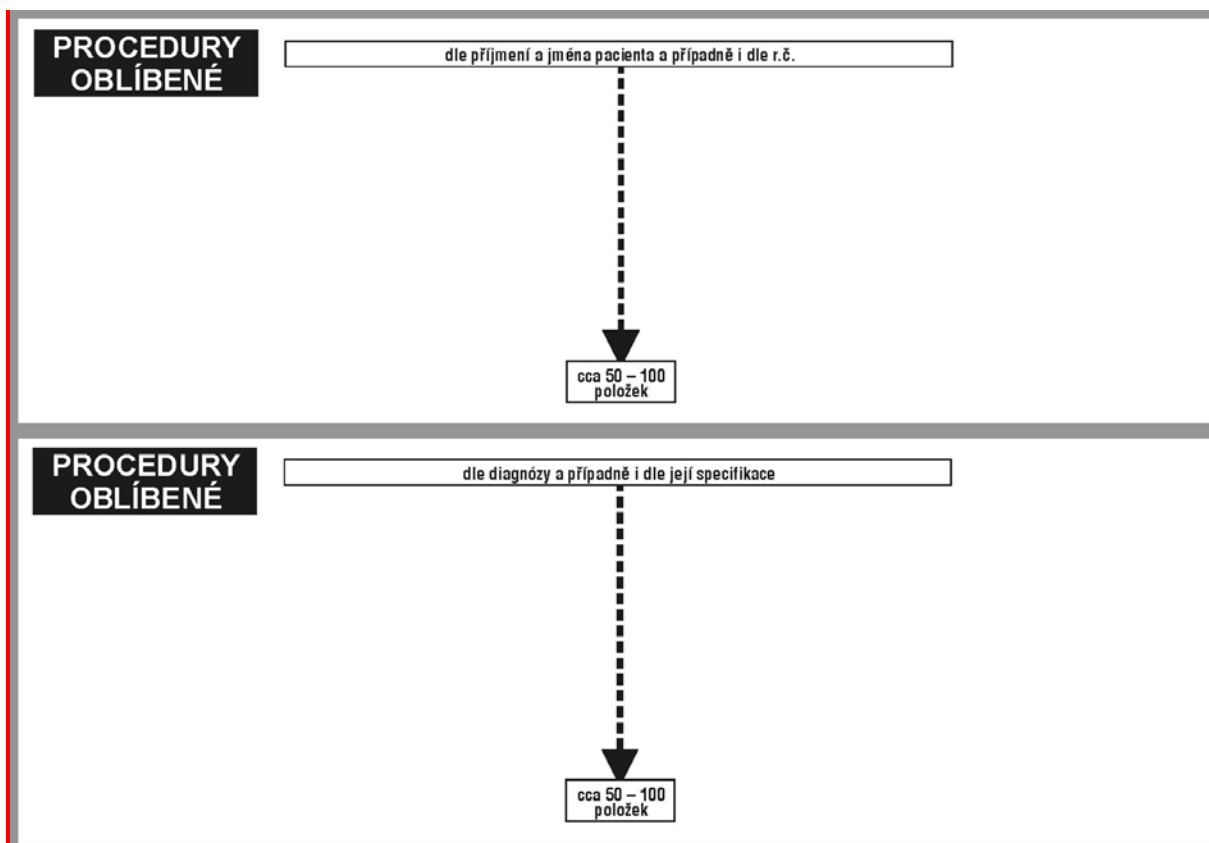 PROCEDURY
OBLÍBENÉ
dle příjmení a jména pacienta a případně i dle r.č.
cca 50 – 100
položek
PROCEDURY
OBLÍBENÉ
dle diagnózy a případně i dle její specifikace
cca 50 – 100
položek